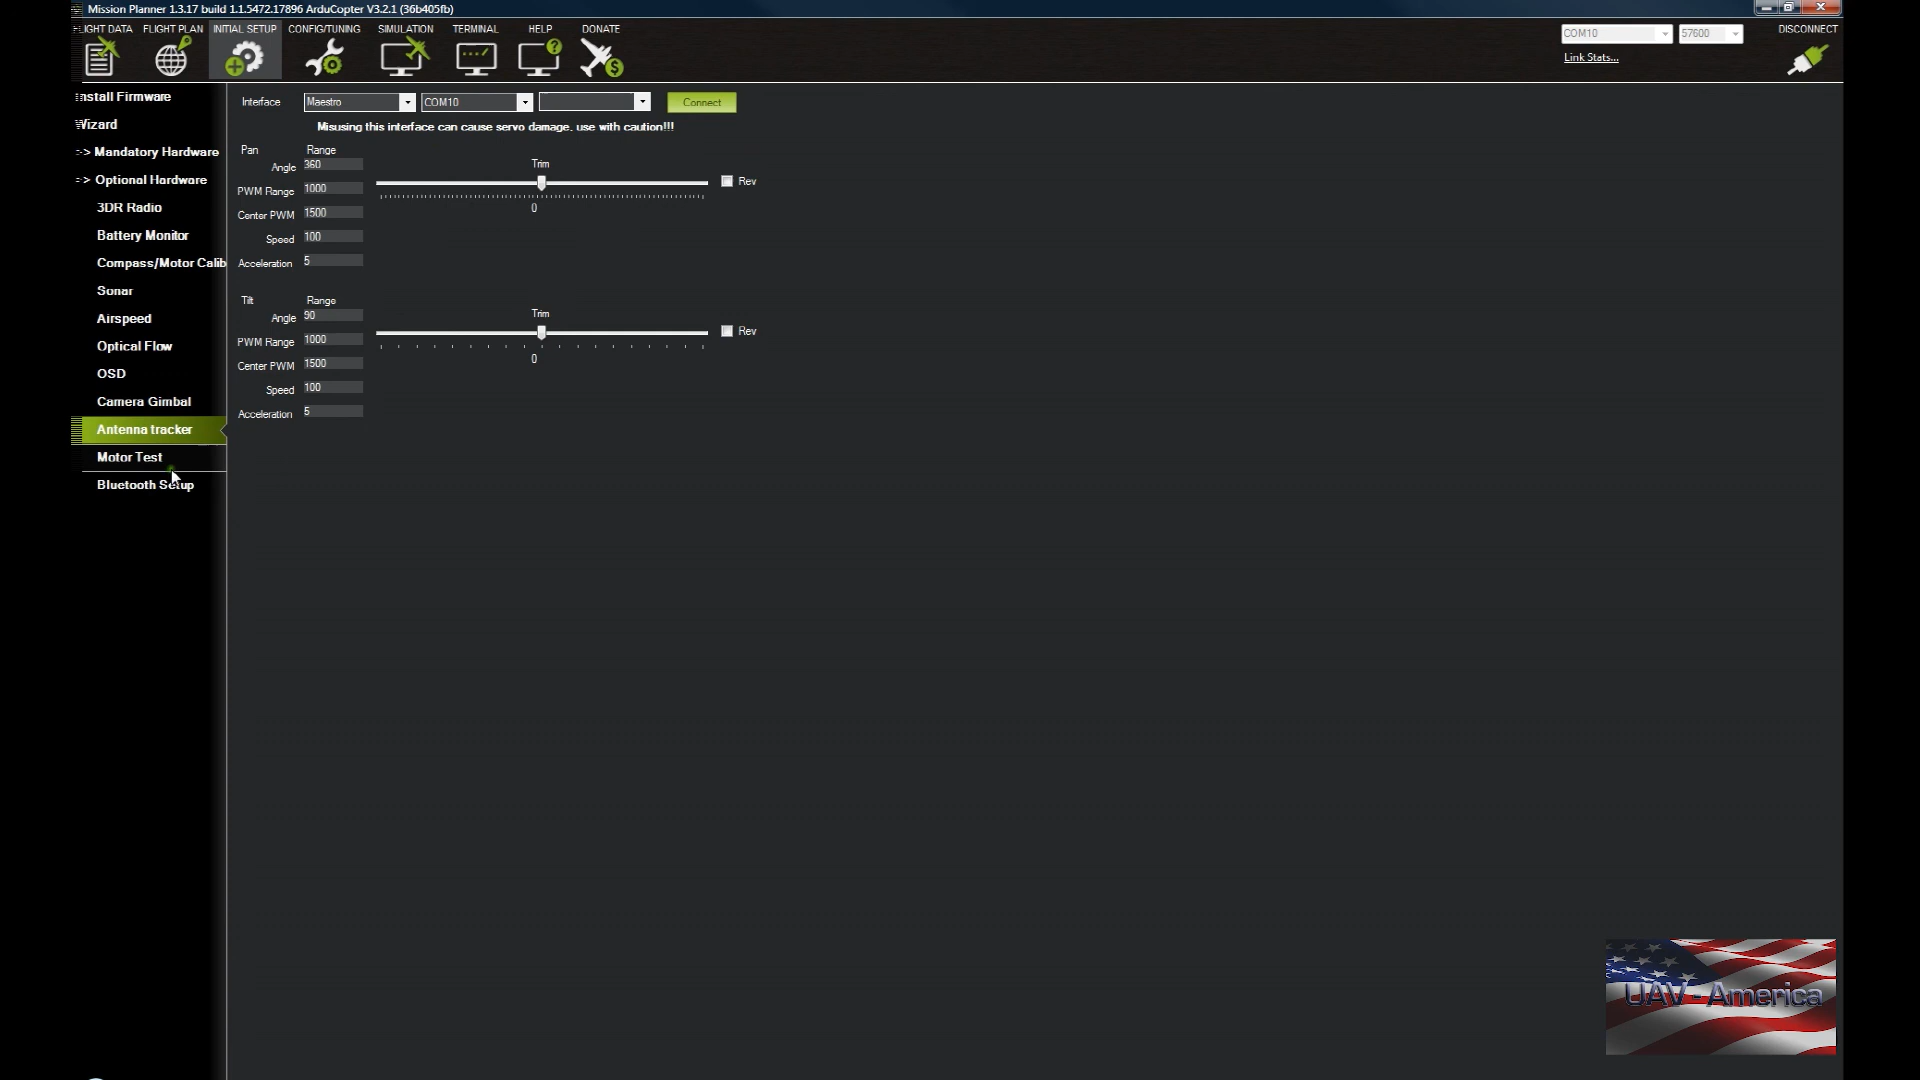 Mission Planner 1.3.17 build 1.1.5472.17896 ArduCopter V3.2.1 (36b405fb)
LIGHT DATA FLIGHT PLAN INITIAL SETUP CONFIG/TUNING SIMULATION TERMINAL HELP DONATE COM10 57600 DISCONNECT
Link Stats...
Install Firmware
Wizard
>> Mandatory Hardware
>> Optional Hardware
3DR Radio
Battery Monitor
Compass/Motor Calib
Sonar
Airspeed
Optical Flow
OSD
Camera Gimbal
Antenna tracker
Motor Test
Bluetooth Setup
Interface Maestro COM10 Connect
Misusing this interface can cause servo damage, use with caution!!!
Pan Range
Angle 360 Trim
PWM Range 1000 Rev
Center PWM 1500 0
Speed 100
Acceleration 5
Tilt Range
Angle 90 Trim
PWM Range 1000 Rev
Center PWM 1500 0
Speed 100
Acceleration 5
UAV - America